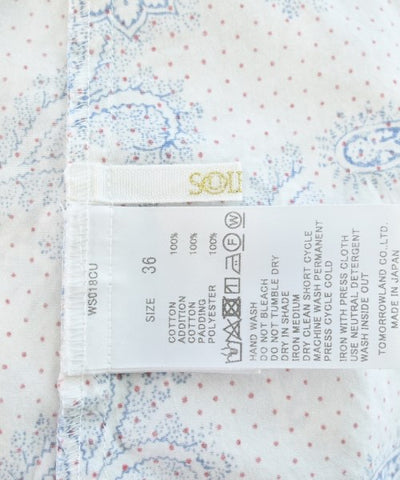 WS018CU
SIZE 36
COTTON 100%
ADDITION
COTTON 100%
PADDING
POLYESTER 100%
HAND WASH
DO NOT BLEACH
DO NOT TUMBLE DRY
DRY IN SHADE
IRON MEDIUM
DRY CLEAN SHORT CYCLE
MACHINE WASH PERMANENT
PRESS CYCLE COLD
IRON WITH PRESS CLOTH
USE NEUTRAL DETERGENT
WASH INSIDE OUT
TOMORROWLAND CO.,LTD.
MADE IN JAPAN